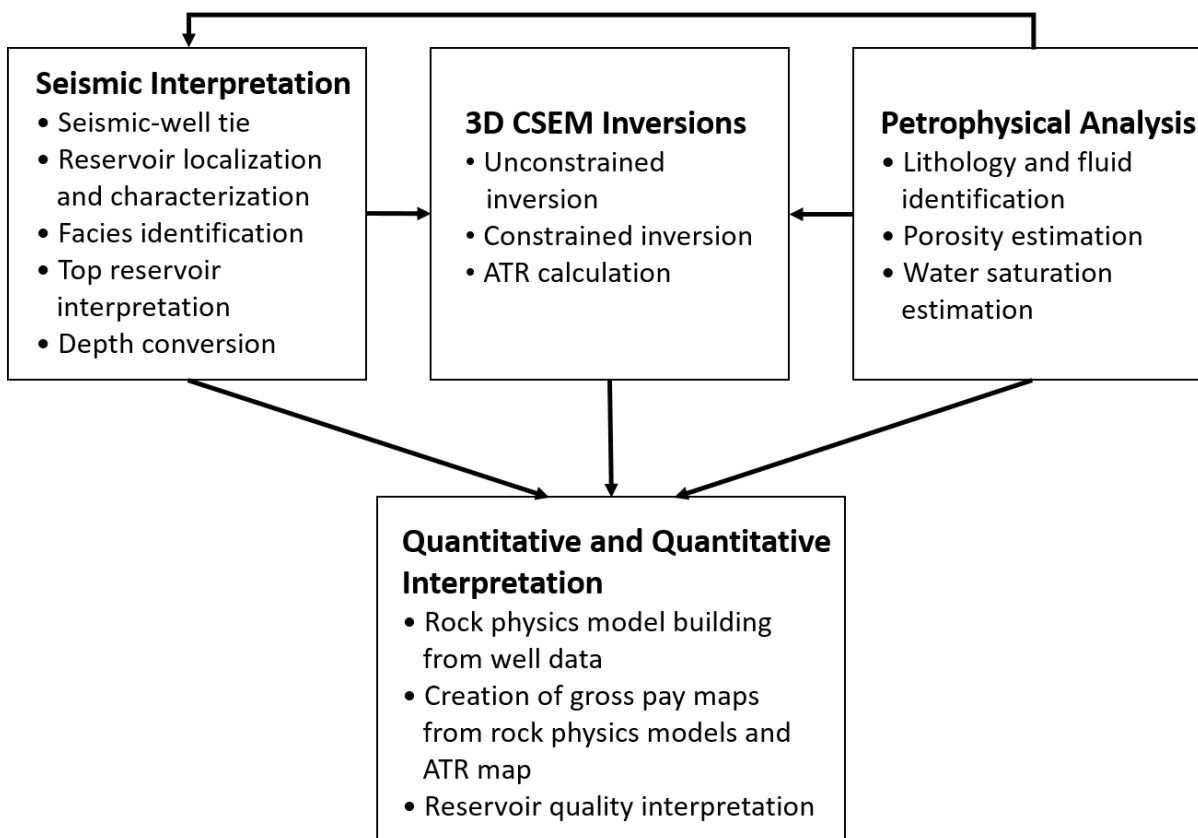 Seismic Interpretation
• Seismic-well tie
• Reservoir localization
and characterization
• Facies identification
• Top reservoir
interpretation
• Depth conversion
3D CSEM Inversions
• Unconstrained
inversion
• Constrained inversion
• ATR calculation
Petrophysical Analysis
• Lithology and fluid
identification
• Porosity estimation
• Water saturation
estimation
Quantitative and Quantitative
Interpretation
• Rock physics model building
from well data
• Creation of gross pay maps
from rock physics models and
ATR map
• Reservoir quality interpretation